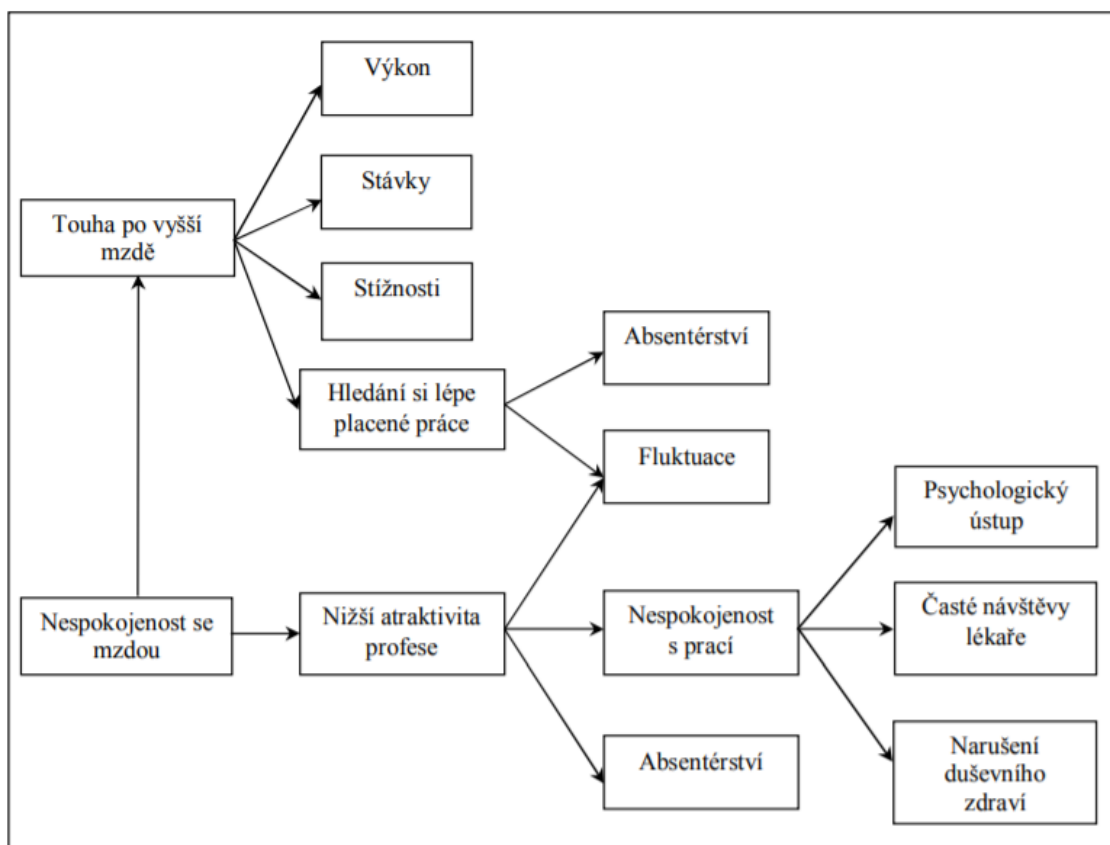 Výkon
Stávky
Touha po vyšší
mzdě
Stížnosti
Absentérství
Hledání si lépe
placené práce
Fluktuace
Psychologický
ústup
Nespokojenost se
mzdou
Nižší atraktivita
profese
Nespokojenost
s prací
Časté návštěvy
lékaře
Absentérství
Narušení
duševního
zdraví